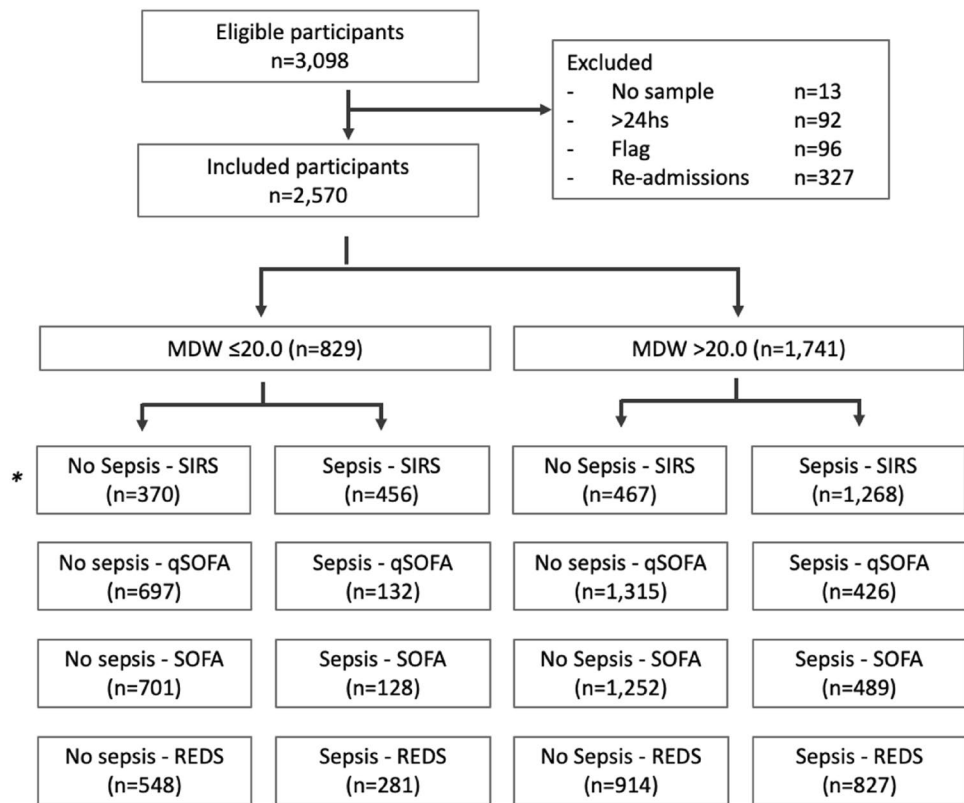 Eligible participants
n=3,098
Excluded
- No sample n=13
- >24hs n=92
- Flag n=96
- Re-admissions n=327
Included participants
n=2,570
MDW ≤20.0 (n=829)
MDW >20.0 (n=1,741)
*
No Sepsis - SIRS
(n=370)
Sepsis - SIRS
(n=456)
No Sepsis - SIRS
(n=467)
Sepsis - SIRS
(n=1,268)
No sepsis - qSOFA
(n=697)
Sepsis - qSOFA
(n=132)
No sepsis - qSOFA
(n=1,315)
Sepsis - qSOFA
(n=426)
No sepsis - SOFA
(n=701)
Sepsis - SOFA
(n=128)
No sepsis - SOFA
(n=1,252)
Sepsis - SOFA
(n=489)
No sepsis - REDS
(n=548)
Sepsis - REDS
(n=281)
No Sepsis - REDS
(n=914)
Sepsis - REDS
(n=827)